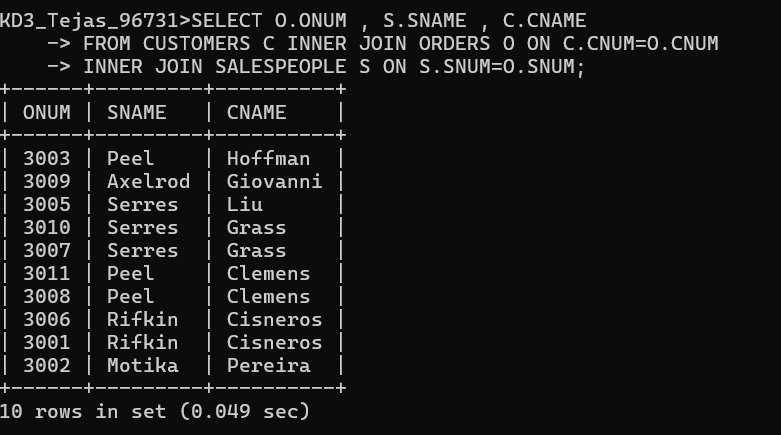 KD3_Tejas_96731>SELECT O.ONUM , S.SNAME , C.CNAME
    -> FROM CUSTOMERS C INNER JOIN ORDERS O ON C.CNUM=O.CNUM
    -> INNER JOIN SALESPEOPLE S ON S.SNUM=O.SNUM;
+------+---------+----------+
| ONUM | SNAME   | CNAME    |
+------+---------+----------+
| 3003 | Peel    | Hoffman  |
| 3009 | Axelrod | Giovanni |
| 3005 | Serres  | Liu      |
| 3010 | Serres  | Grass    |
| 3007 | Serres  | Grass    |
| 3011 | Peel    | Clemens  |
| 3008 | Peel    | Clemens  |
| 3006 | Rifkin  | Cisneros |
| 3001 | Rifkin  | Cisneros |
| 3002 | Motika  | Pereira  |
+------+---------+----------+
10 rows in set (0.049 sec)